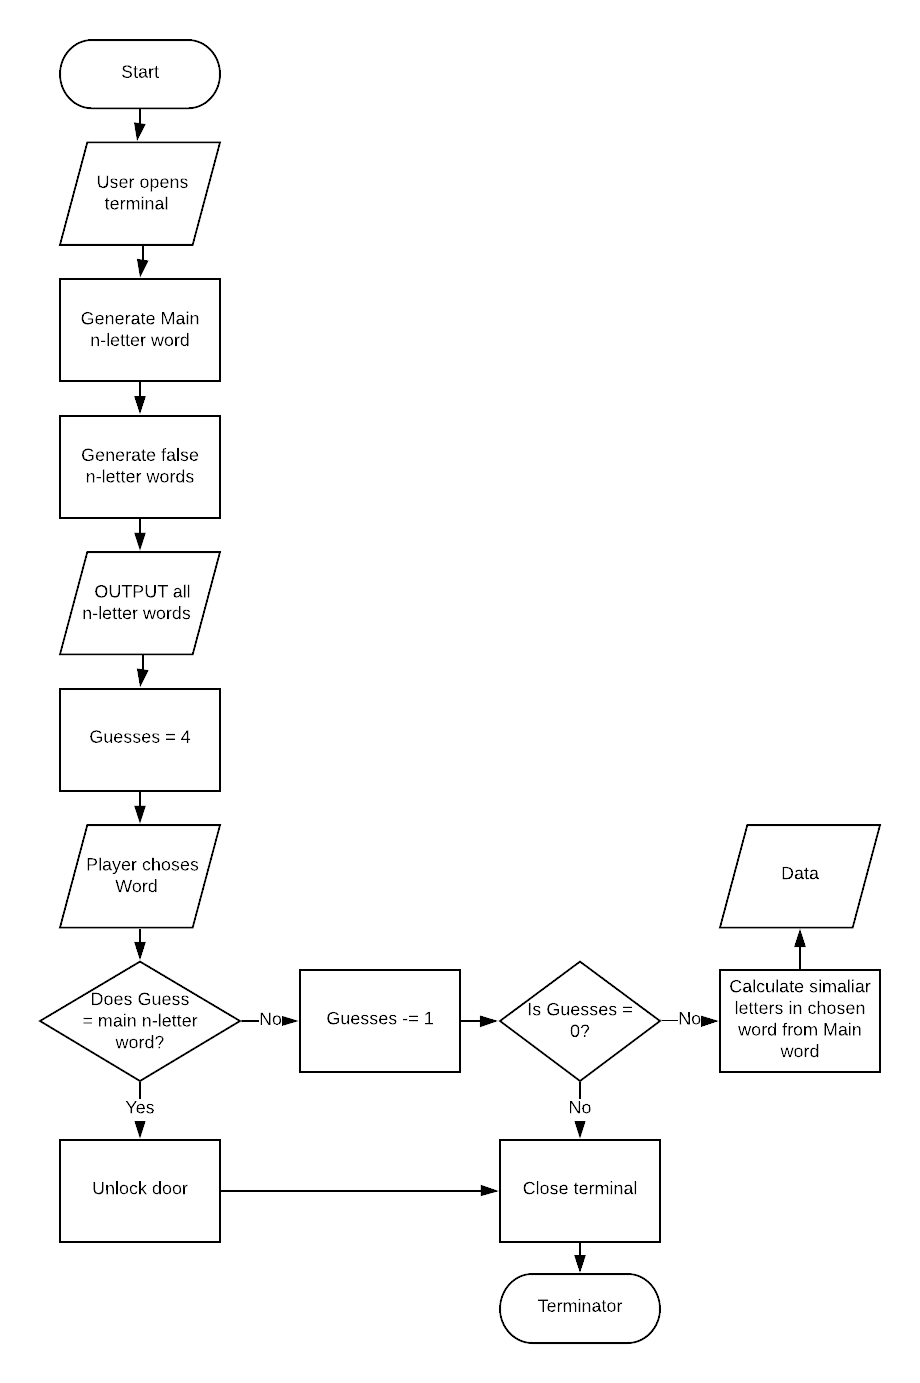 Start
User opens
terminal
Generate Main
n-letter word
Generate false
n-letter words
OUTPUT all
n-letter words
Guesses = 4
Player choses
Word
Data
Does Guess
= main n-letter
word?
No
Guesses -= 1
Is Guesses =
0?
No
Calculate simaliar
letters in chosen
word from Main
word
Yes
No
Unlock door
Close terminal
Terminator